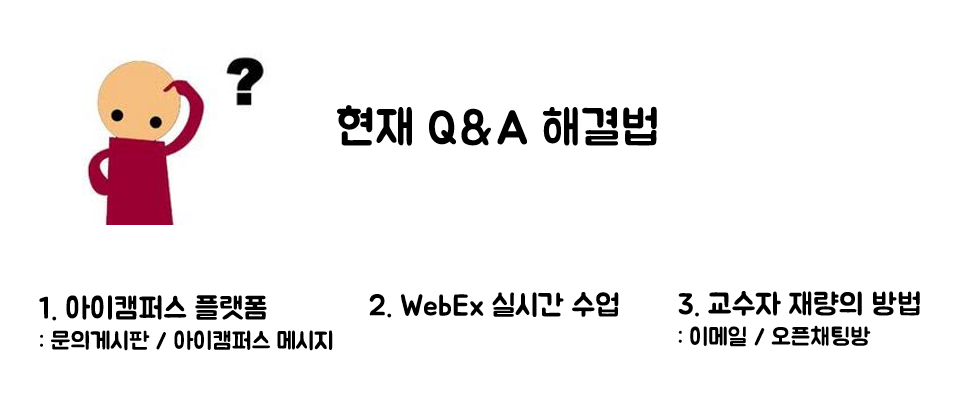 ?
현재 Q&A 해결법
1. 아이캠퍼스 플랫폼
: 문의게시판 / 아이캠퍼스 메시지
2. WebEx 실시간 수업
3. 교수자 재량의 방법
: 이메일 / 오픈채팅방